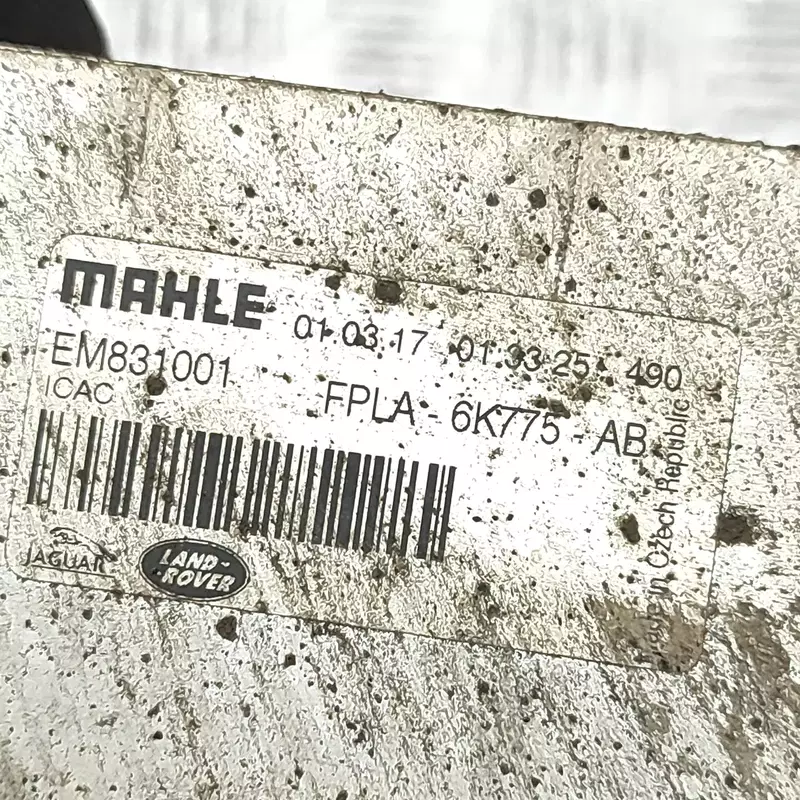 MAHLE 01.03.17 01:33:25 490
EM831001 FPLA - 6K775 - AB
ICAC
JAGUAR LAND-
ROVER
Made in Czech Republic